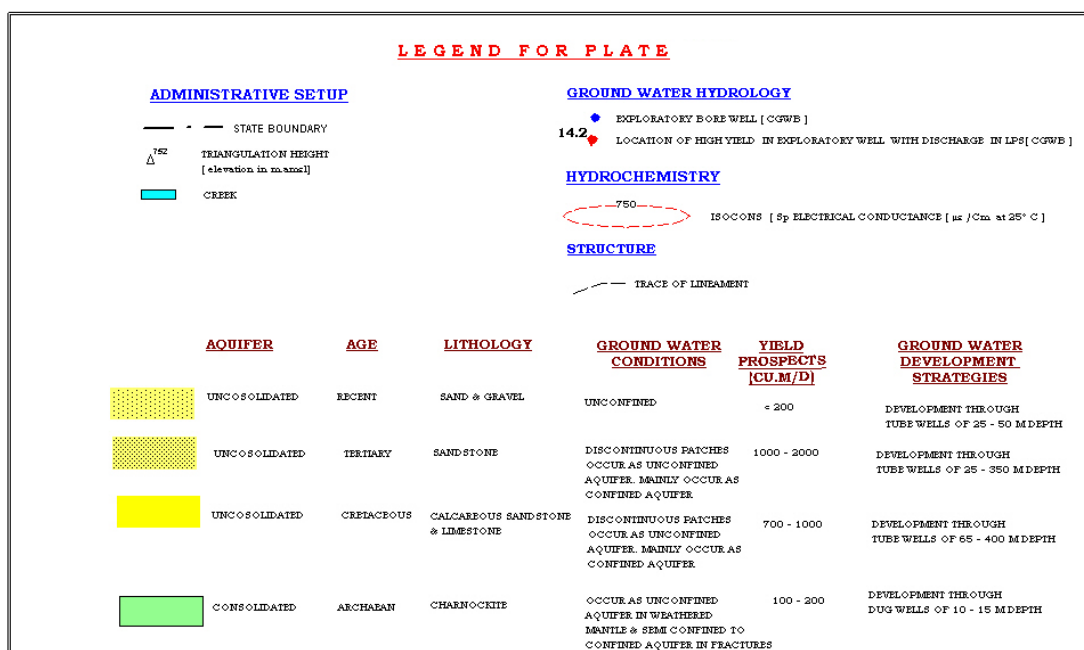 LEGEND FOR PLATE
ADMINISTRATIVE SETUP
STATE BOUNDARY
752
TRIANGULATION HEIGHT
[ elevation in m.amsl]
CREEK
GROUND WATER HYDROLOGY
EXPLORATORY BORE WELL [ CGWB ]
14.2
LOCATION OF HIGH YIELD IN EXPLORATORY WELL WITH DISCHARGE IN LPS[ CGWB ]
HYDROCHEMISTRY
750
ISOCONS [ Sp ELECTRICAL CONDUCTANCE [ µs /Cm. at 25° C ]
STRUCTURE
TRACE OF LINEAMENT
AQUIFER
AGE
LITHOLOGY
GROUND WATER
CONDITIONS
YIELD
PROSPECTS
(CU.M/D)
GROUND WATER
DEVELOPMENT
STRATEGIES
UNCOSOLIDATED
RECENT
SAND & GRAVEL
UNCONFINED
< 200
DEVELOPMENT THROUGH
TUBE WELLS OF 25 - 50 M DEPTH
UNCOSOLIDATED
TERTIARY
SANDSTONE
DISCONTINUOUS PATCHES
OCCUR AS UNCONFINED
AQUIFER. MAINLY OCCUR AS
CONFINED AQUIFER
1000 - 2000
DEVELOPMENT THROUGH
TUBE WELLS OF 25 - 350 M DEPTH
UNCOSOLIDATED
CRETACEOUS
CALCAREOUS SANDSTONE
& LIMESTONE
DISCONTINUOUS PATCHES
OCCUR AS UNCONFINED
AQUIFER. MAINLY OCCUR AS
CONFINED AQUIFER
700 - 1000
DEVELOPMENT THROUGH
TUBE WELLS OF 65 - 400 M DEPTH
CONSOLIDATED
ARCHAEAN
CHARNOCKITE
OCCUR AS UNCONFINED
AQUIFER IN WEATHERED
MANTLE & SEMI CONFINED TO
CONFINED AQUIFER IN FRACTURES
100 - 200
DEVELOPMENT THROUGH
DUG WELLS OF 10 - 15 M DEPTH